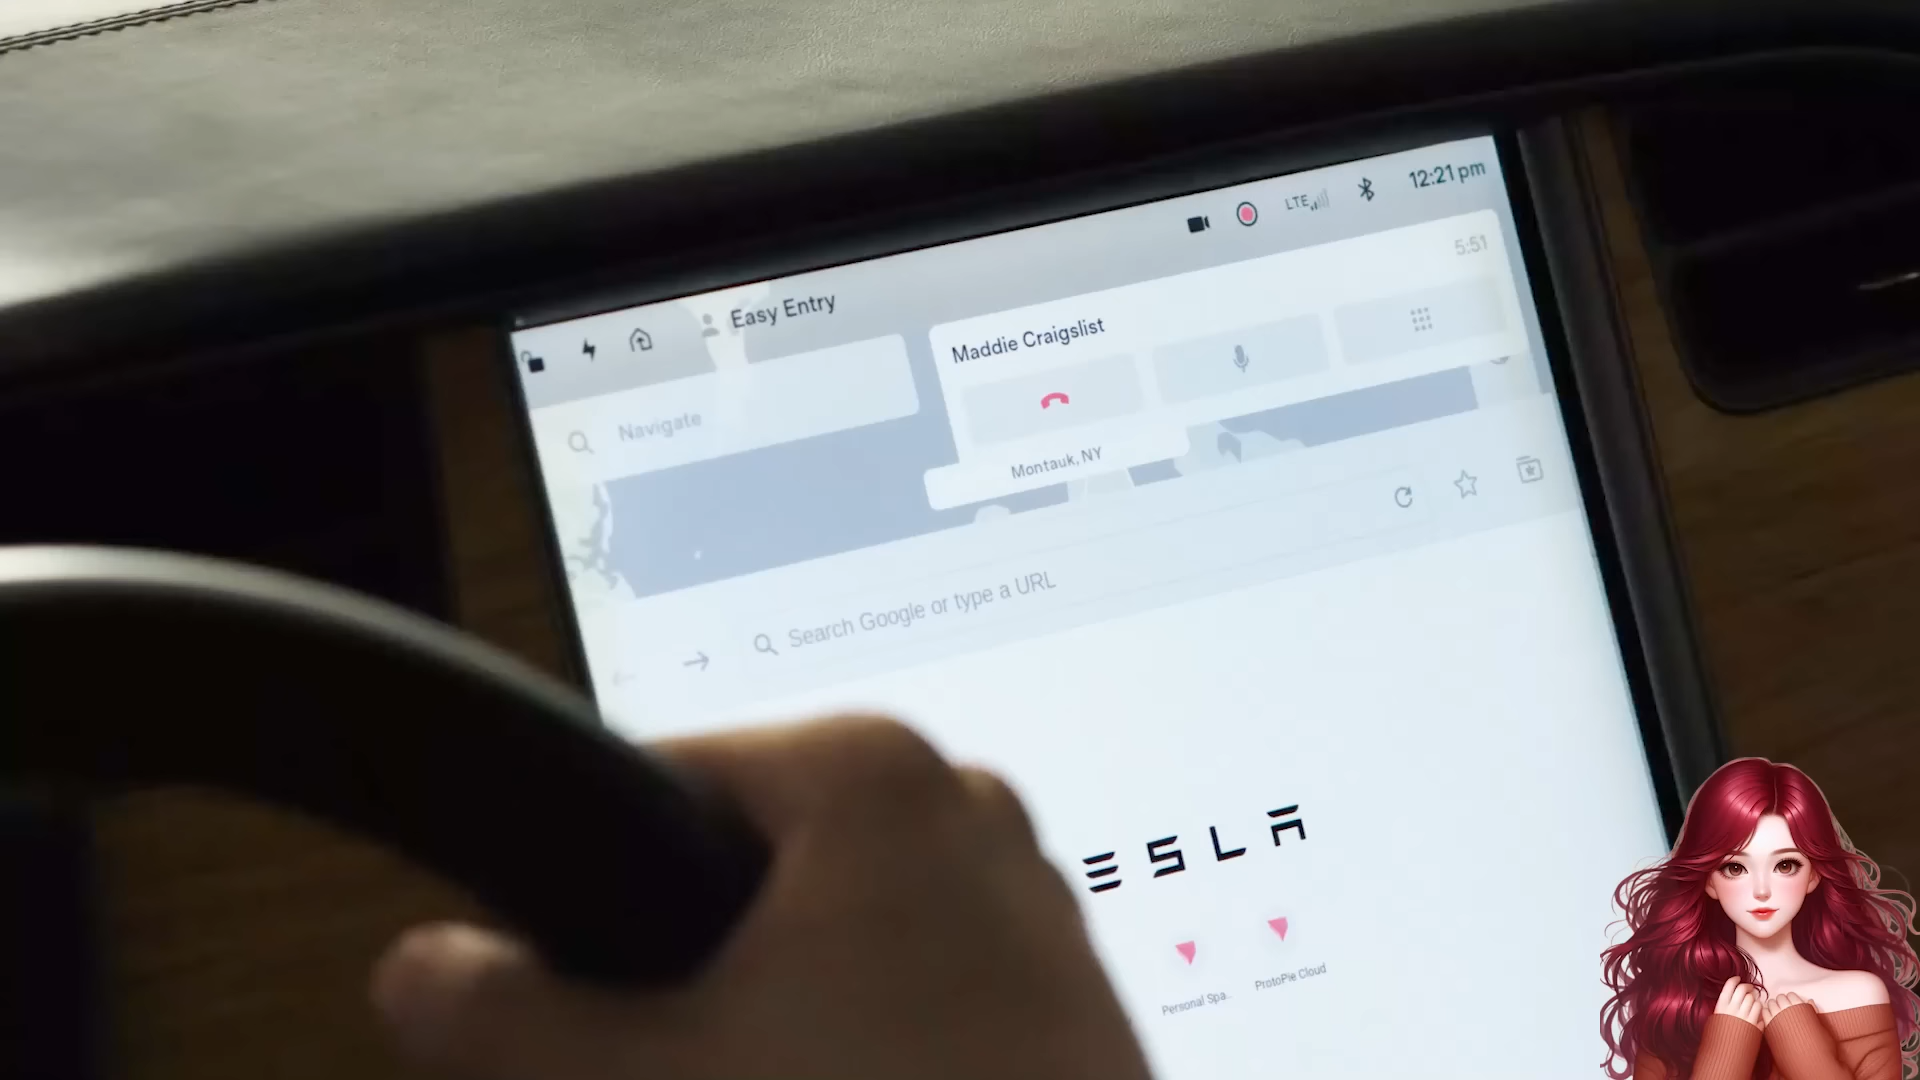 12:21 pm
LTE
Easy Entry
5:51
Maddie Craigslist
Navigate
Montauk, NY
Search Google or type a URL
ESLA
Personal Spa..
ProtoPie Cloud